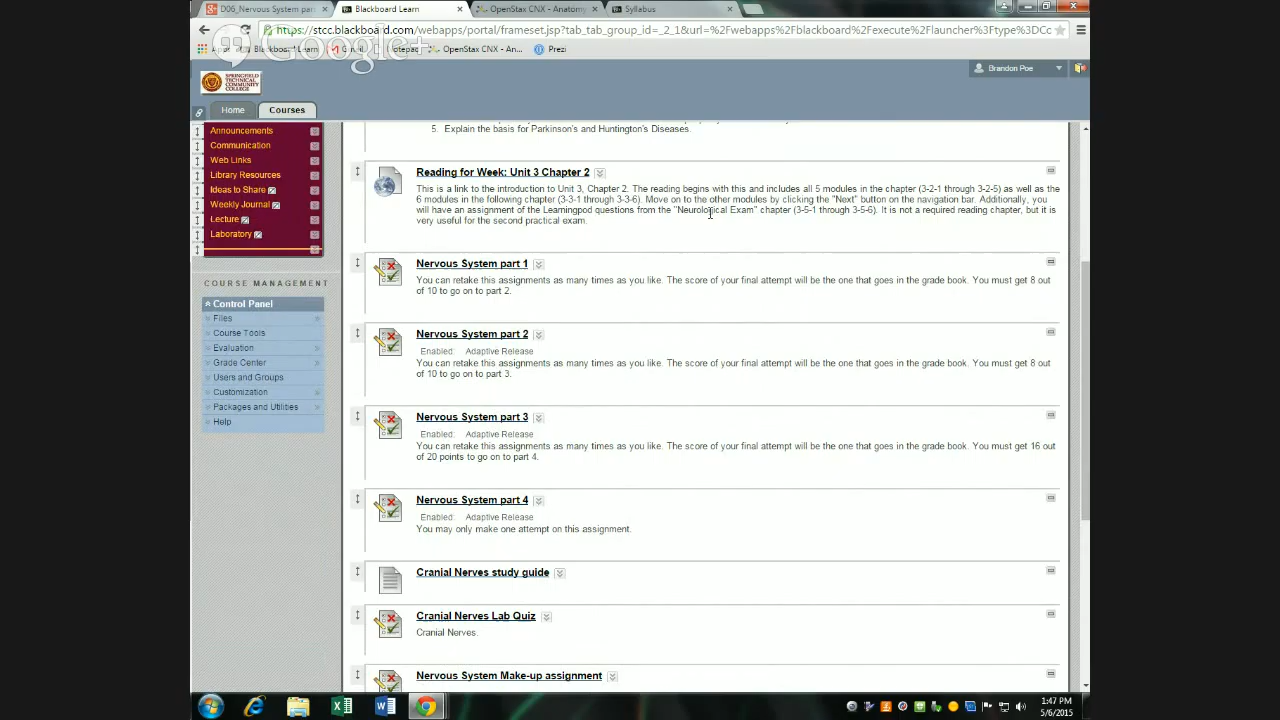 D06_Nervous System par
Blackboard Learn
OpenStax CNX - Anatomy
Syllabus
https://stcc.blackboard.com/webapps/portal/frameset.jsp?tab_tab_group_id=_2_1&url=%2Fwebapps%2Fblackboard%2Fexecute%2Flauncher%3Ftype%3DCc
Google+
Blackboard Learn
Notepad
OpenStax CNX - An...
Prezi
SPRINGFIELD TECHNICAL COMMUNITY COLLEGE
Brandon Poe
Home
Courses
Announcements
Communication
Web Links
Library Resources
Ideas to Share
Weekly Journal
Lecture
Laboratory
COURSE MANAGEMENT
Control Panel
Files
Course Tools
Evaluation
Grade Center
Users and Groups
Customization
Packages and Utilities
Help
5. Explain the basis for Parkinson's and Huntington's Diseases.
Reading for Week: Unit 3 Chapter 2
This is a link to the introduction to Unit 3, Chapter 2. The reading begins with this and includes all 5 modules in the chapter (3-2-1 through 3-2-5) as well as the
6 modules in the following chapter (3-3-1 through 3-3-6). Move on to the other modules by clicking the "Next" button on the navigation bar. Additionally, you
will have an assignment of the Learningpod questions from the "Neurological Exam" chapter (3-5-1 through 3-5-6). It is not a required reading chapter, but it is
very useful for the second practical exam.
Nervous System part 1
You can retake this assignments as many times as you like. The score of your final attempt will be the one that goes in the grade book. You must get 8 out
of 10 to go on to part 2.
Nervous System part 2
Enabled: Adaptive Release
You can retake this assignments as many times as you like. The score of your final attempt will be the one that goes in the grade book. You must get 8 out
of 10 to go on to part 3.
Nervous System part 3
Enabled: Adaptive Release
You can retake this assignments as many times as you like. The score of your final attempt will be the one that goes in the grade book. You must get 16 out
of 20 points to go on to part 4.
Nervous System part 4
Enabled: Adaptive Release
You may only make one attempt on this assignment.
Cranial Nerves study guide
Cranial Nerves Lab Quiz
Cranial Nerves.
Nervous System Make-up assignment
1:47 PM
5/6/2015